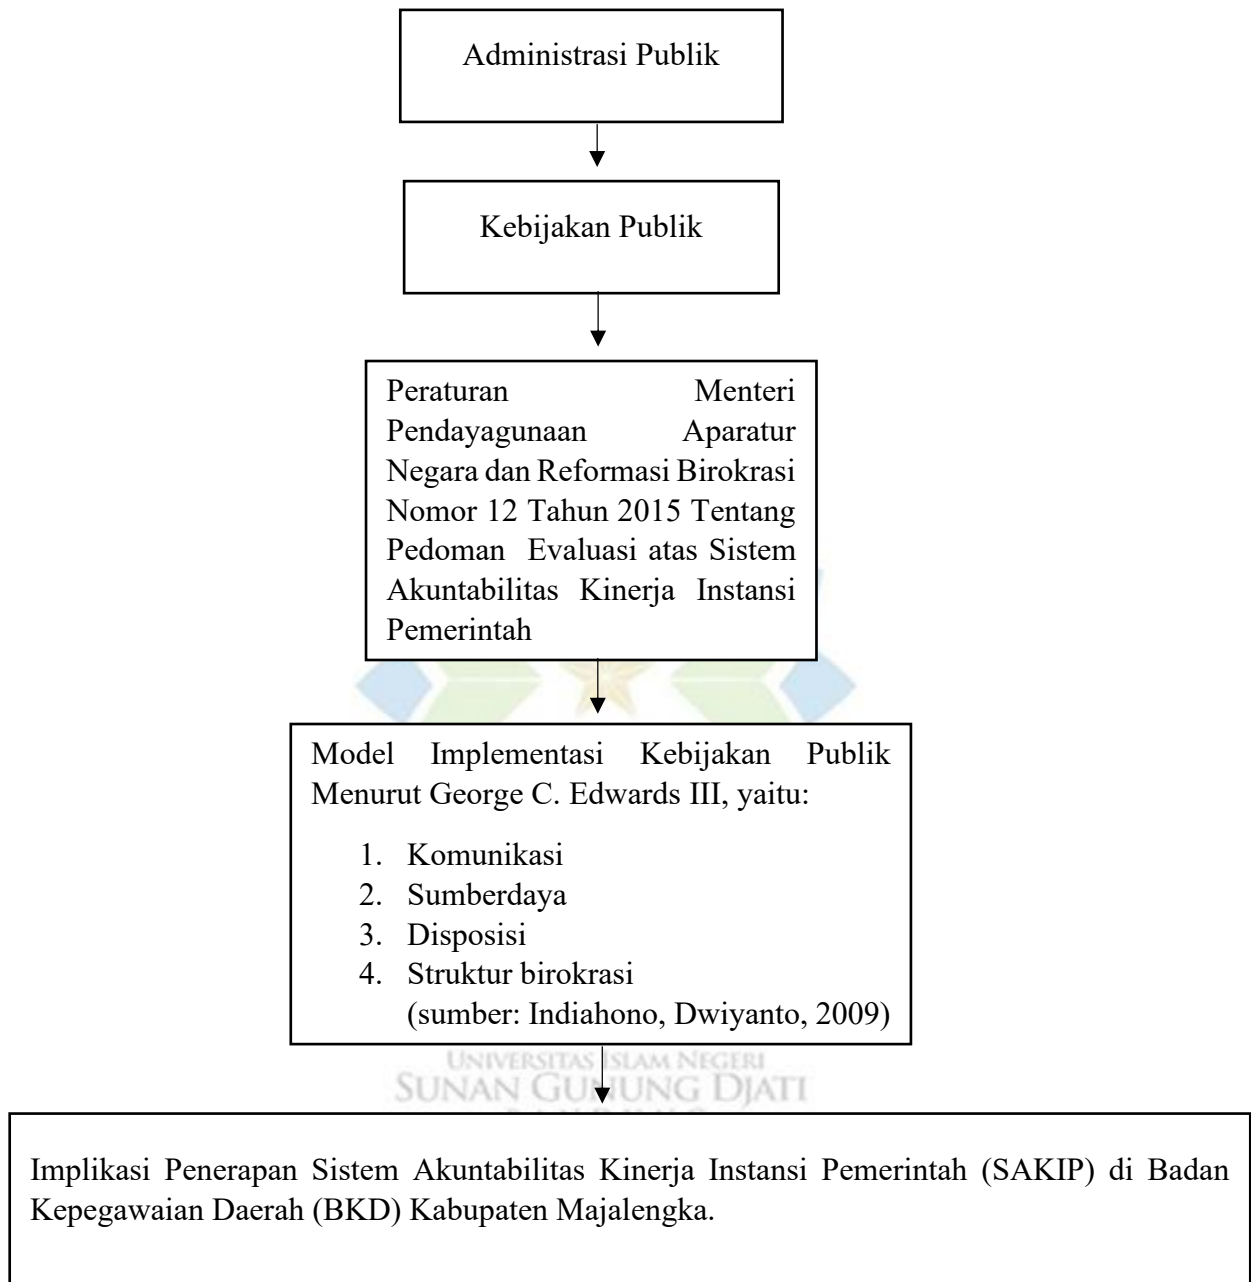 Administrasi Publik
Kebijakan Publik
Peraturan Menteri
Pendayagunaan Aparatur
Negara dan Reformasi Birokrasi
Nomor 12 Tahun 2015 Tentang
Pedoman Evaluasi atas Sistem
Akuntabilitas Kinerja Instansi
Pemerintah
Model Implementasi Kebijakan Publik
Menurut George C. Edwards III, yaitu:
1. Komunikasi
2. Sumberdaya
3. Disposisi
4. Struktur birokrasi
(sumber: Indiahono, Dwiyanto, 2009)
UNIVERSITAS ISLAM NEGERI
SUNAN GUNUNG DJATI
Implikasi Penerapan Sistem Akuntabilitas Kinerja Instansi Pemerintah (SAKIP) di Badan
Kepegawaian Daerah (BKD) Kabupaten Majalengka.